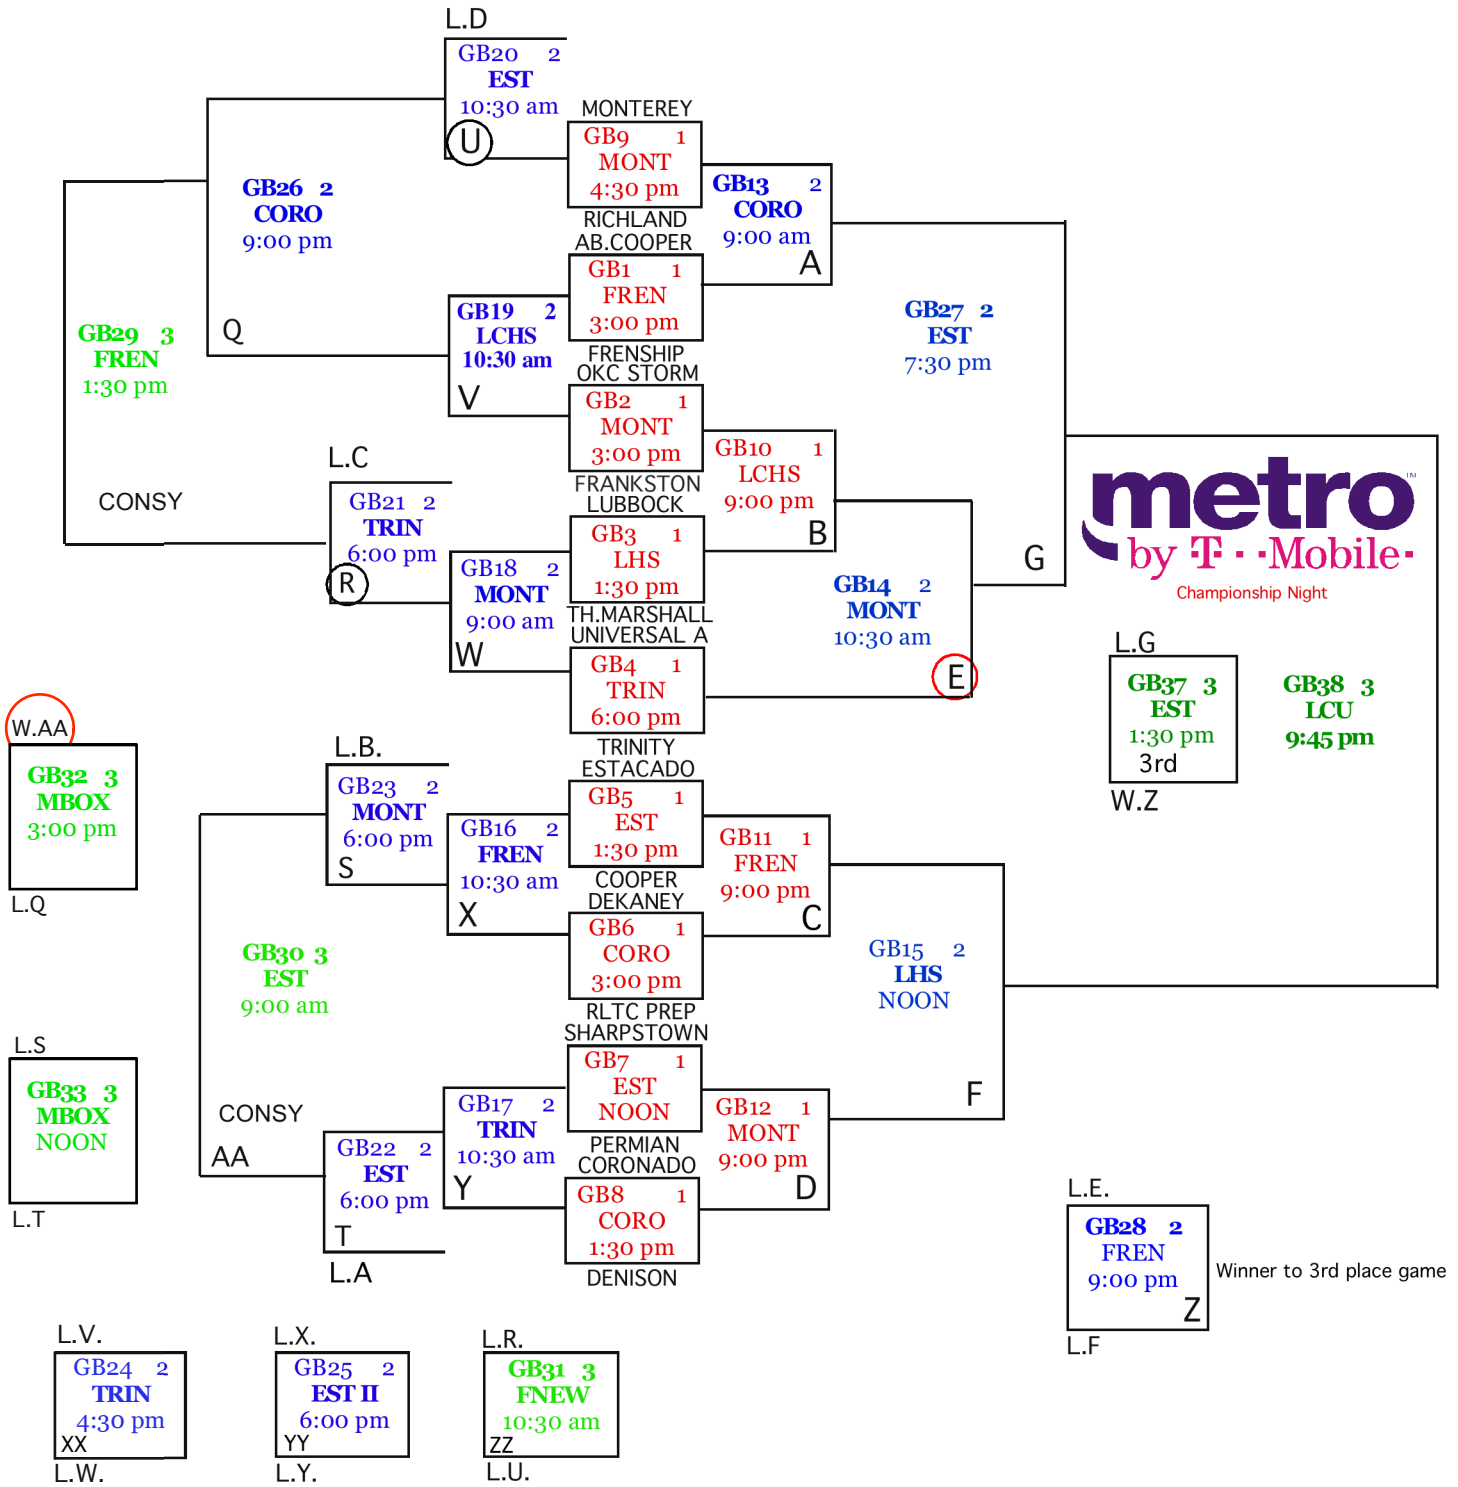 L.D
GB20 2
EST
10:30 am
U
MONTEREY
GB9 1
MONT
4:30 pm
RICHLAND
GB13 2
CORO
9:00 am
A
GB26 2
CORO
9:00 pm
Q
AB.COOPER
GB1 1
FREN
3:00 pm
FRENSHIP
GB19 2
LCHS
10:30 am
V
GB27 2
EST
7:30 pm
G
GB29 3
FREN
1:30 pm
CONSY
OKC STORM
GB2 1
MONT
3:00 pm
FRANKSTON
GB10 1
LCHS
9:00 pm
B
L.C
GB21 2
TRIN
6:00 pm
R
LUBBOCK
GB3 1
LHS
1:30 pm
TH.MARSHALL
GB18 2
MONT
9:00 am
W
GB14 2
MONT
10:30 am
E
metro™
by T··Mobile·
Championship Night
UNIVERSAL A
GB4 1
TRIN
6:00 pm
TRINITY
L.G
GB37 3
EST
1:30 pm
3rd
W.Z
GB38 3
LCU
9:45 pm
W.AA
GB32 3
MBOX
3:00 pm
L.Q
L.B.
GB23 2
MONT
6:00 pm
S
ESTACADO
GB5 1
EST
1:30 pm
COOPER
GB16 2
FREN
10:30 am
X
GB11 1
FREN
9:00 pm
C
DEKANEY
GB6 1
CORO
3:00 pm
RLTC PREP
GB30 3
EST
9:00 am
CONSY
AA
GB15 2
LHS
NOON
F
L.S
GB33 3
MBOX
NOON
L.T
SHARPSTOWN
GB7 1
EST
NOON
PERMIAN
GB17 2
TRIN
10:30 am
Y
GB12 1
MONT
9:00 pm
D
GB22 2
EST
6:00 pm
T
L.A
CORONADO
GB8 1
CORO
1:30 pm
DENISON
L.E.
GB28 2
FREN
9:00 pm
Z
L.F
Winner to 3rd place game
L.V.
GB24 2
TRIN
4:30 pm
XX
L.W.
L.X.
GB25 2
EST II
6:00 pm
YY
L.Y.
L.R.
GB31 3
FNEW
10:30 am
ZZ
L.U.